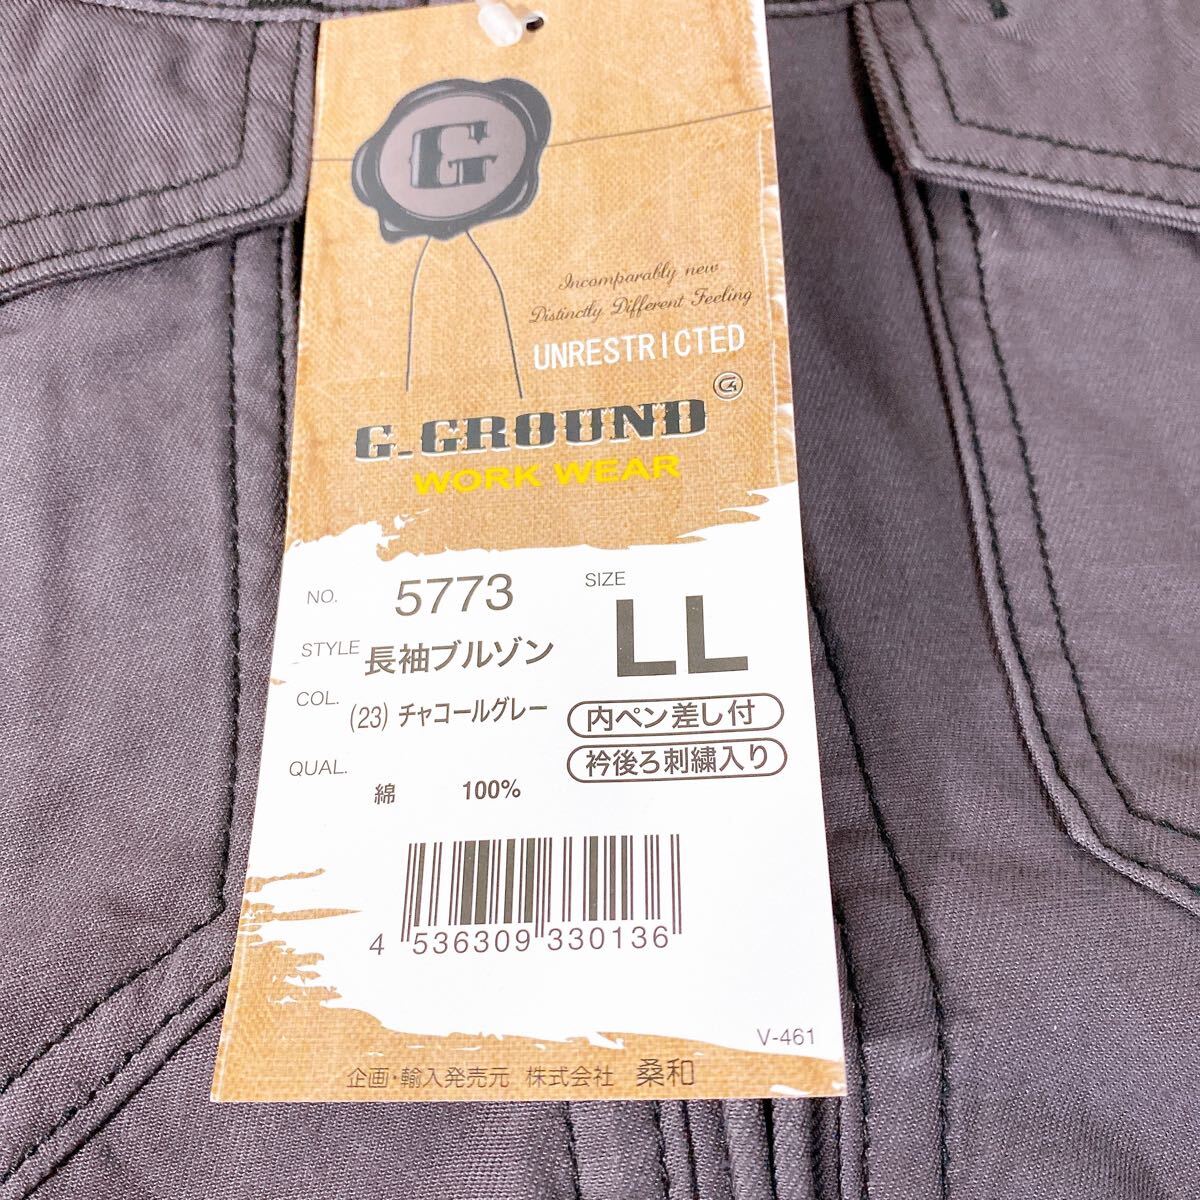 G
Incomparably new
Distinctly Different Feeling
UNRESTRICTED
G
G.GROUND
WORK WEAR
NO. 5773
SIZE LL
STYLE 長袖ブルゾン
COL. (23) チャコールグレー
内ペン差し付
衿後ろ刺繍入り
QUAL. 綿 100%
4 536309 330136
V-461
企画・輸入発売元 株式会社 桑和